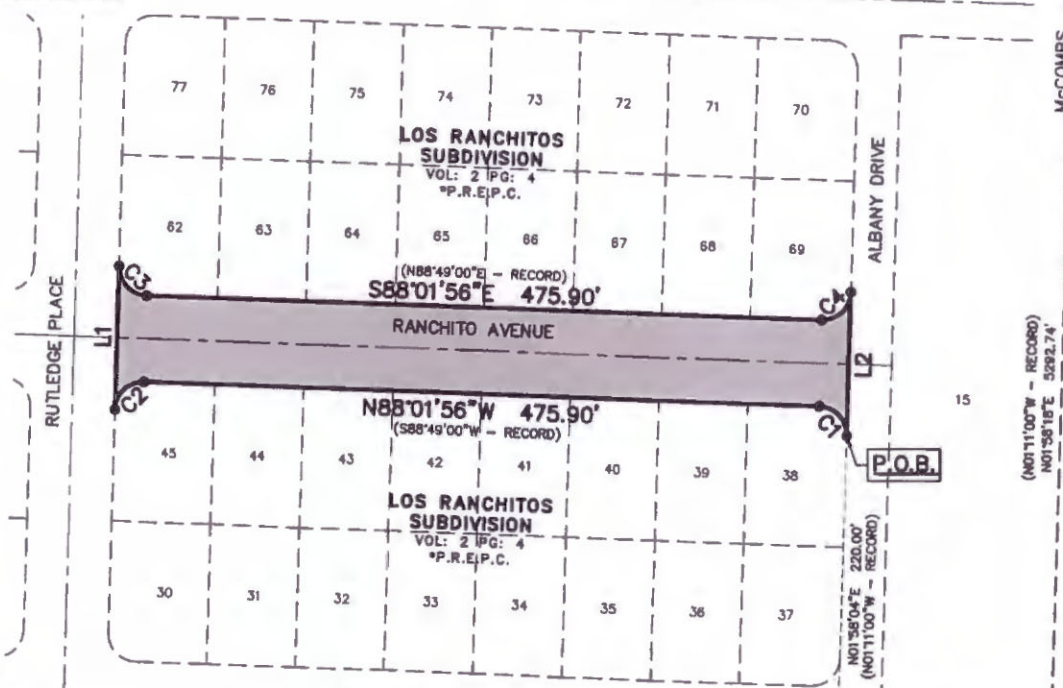 McCOMBS
77 76 75 74 73 72 71 70
LOS RANCHITOS
SUBDIVISION
VOL: 2 PG: 4
*P.R.E.P.C.
ALBANY DRIVE
62 63 64 65 66 67 68 69
(N88°49'00"E - RECORD)
S88°01'56"E 475.90'
C3
C4
RUTLEDGE PLACE
L1
RANCHITO AVENUE
L2
15
(N01°11'00"W - RECORD)
N01°58'18"E 5292.74'
C2
N88°01'56"W 475.90'
(S88°49'00"W - RECORD)
C1
P.O.B.
45 44 43 42 41 40 39 38
LOS RANCHITOS
SUBDIVISION
VOL: 2 PG: 4
*P.R.E.P.C.
30 31 32 33 34 35 36 37
N01°58'04"E 220.00'
(N01°11'00"W - RECORD)